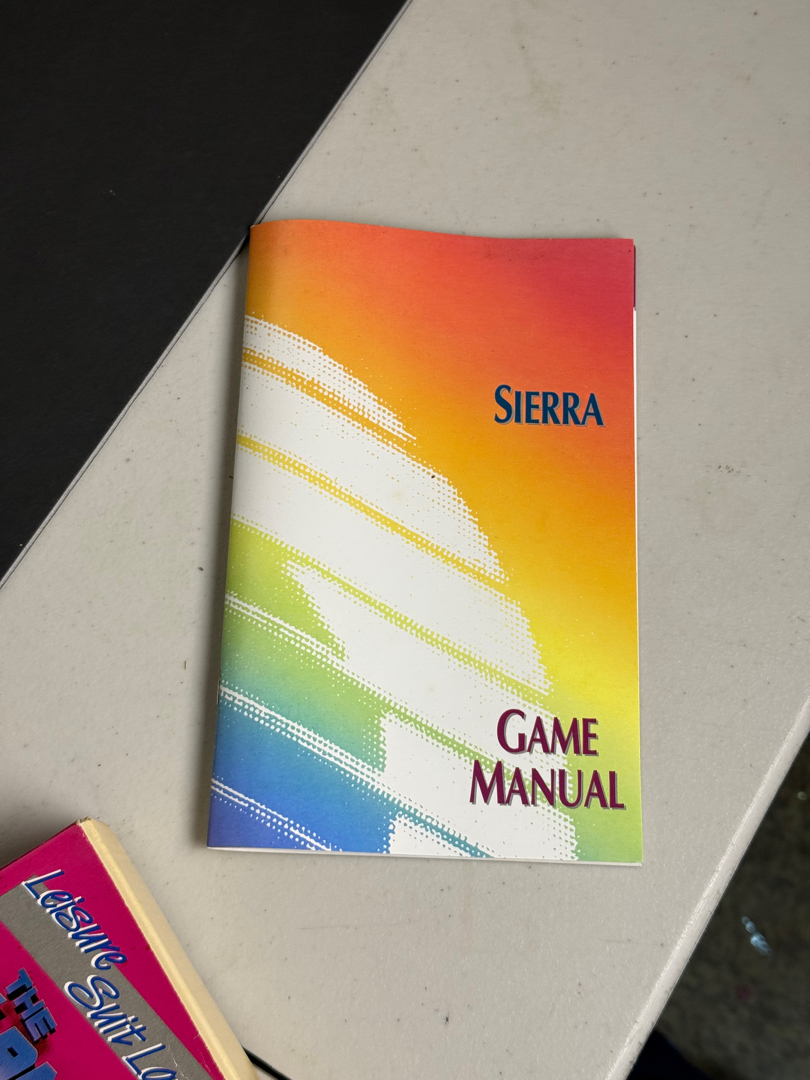 SIERRA
GAME
MANUAL
Leisure Suit
THE